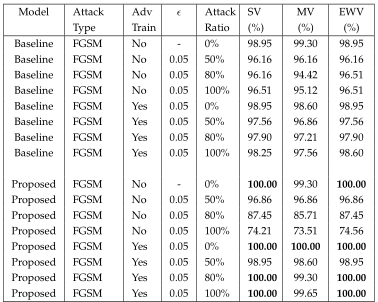 Model Attack Type Adv Train ϵ Attack Ratio SV (%) MV (%) EWV (%)
Baseline FGSM No - 0% 98.95 99.30 98.95
Baseline FGSM No 0.05 50% 96.16 96.16 96.16
Baseline FGSM No 0.05 80% 96.16 94.42 96.51
Baseline FGSM No 0.05 100% 96.51 95.12 96.51
Baseline FGSM Yes 0.05 0% 98.95 98.60 98.95
Baseline FGSM Yes 0.05 50% 97.56 96.86 97.56
Baseline FGSM Yes 0.05 80% 97.90 97.21 97.90
Baseline FGSM Yes 0.05 100% 98.25 97.56 98.60
Proposed FGSM No - 0% 100.00 99.30 100.00
Proposed FGSM No 0.05 50% 96.86 96.86 96.86
Proposed FGSM No 0.05 80% 87.45 85.71 87.45
Proposed FGSM No 0.05 100% 74.21 73.51 74.56
Proposed FGSM Yes 0.05 0% 100.00 100.00 100.00
Proposed FGSM Yes 0.05 50% 98.95 98.60 98.95
Proposed FGSM Yes 0.05 80% 100.00 99.30 100.00
Proposed FGSM Yes 0.05 100% 100.00 99.65 100.00